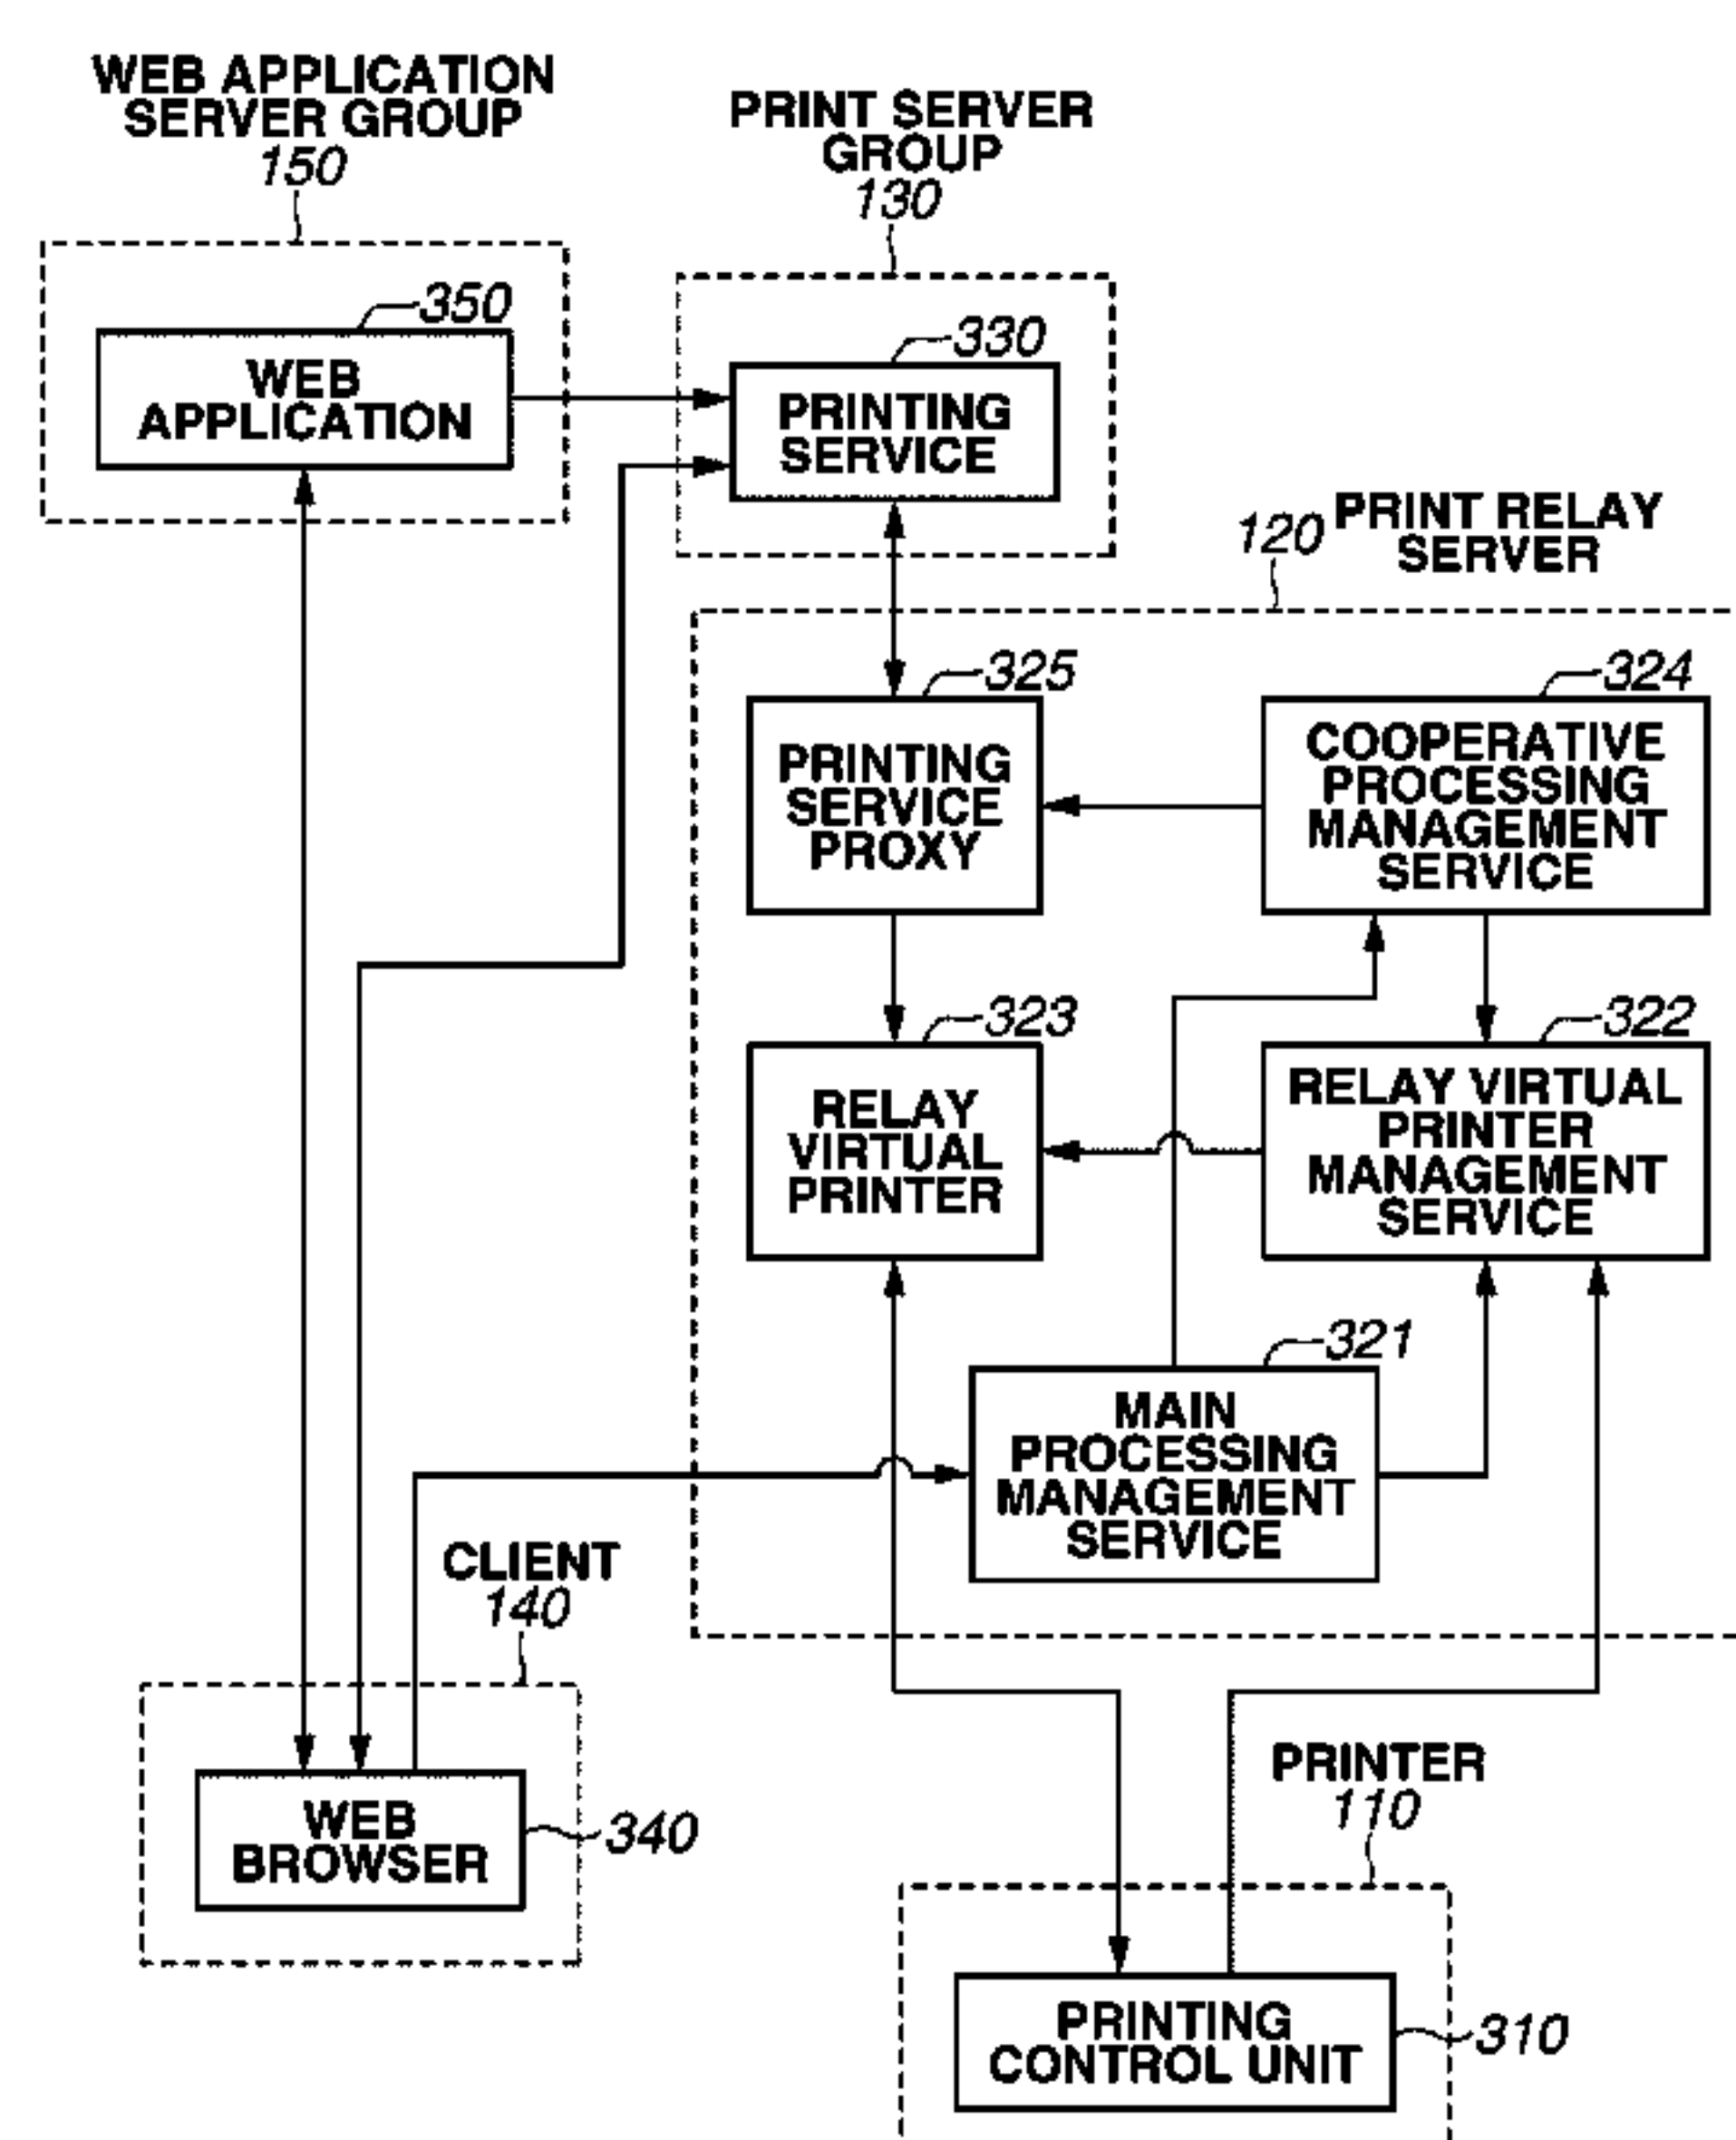 WEB APPLICATION
SERVER GROUP
150
PRINT SERVER
GROUP
130
350
WEB
APPLICATION
330
PRINTING
SERVICE
120
PRINT RELAY
SERVER
325
PRINTING
SERVICE
PROXY
324
COOPERATIVE
PROCESSING
MANAGEMENT
SERVICE
323
RELAY
VIRTUAL
PRINTER
322
RELAY VIRTUAL
PRINTER
MANAGEMENT
SERVICE
321
MAIN
PROCESSING
MANAGEMENT
SERVICE
CLIENT
140
WEB
BROWSER
340
PRINTER
110
PRINTING
CONTROL UNIT
310